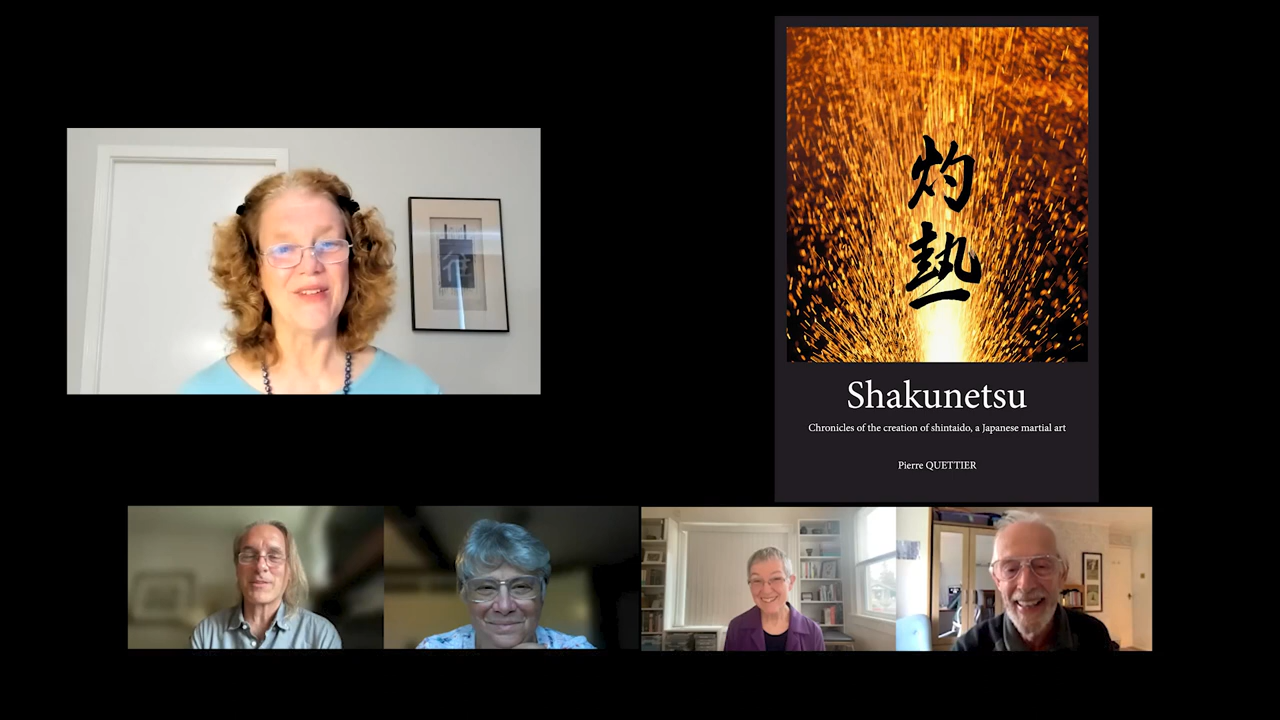 灼
熱
Shakunetsu
Chronicles of the creation of shintaido, a Japanese martial art
Pierre QUETTIER